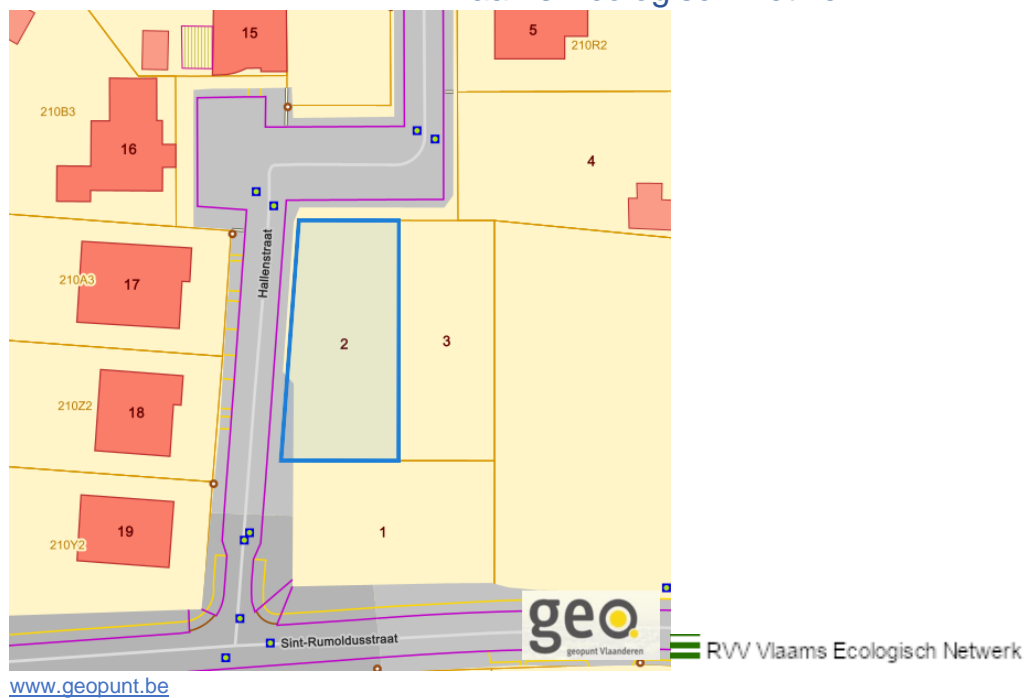 15
5
210R2
210B3
16
4
Hallenstraat
210A3
17
2
3
210Z2
18
1
19
210Y2
geo
geopunt Vlaanderen
Sint-Rumoldusstraat
RVV Vlaams Ecologisch Netwerk
www.geopunt.be